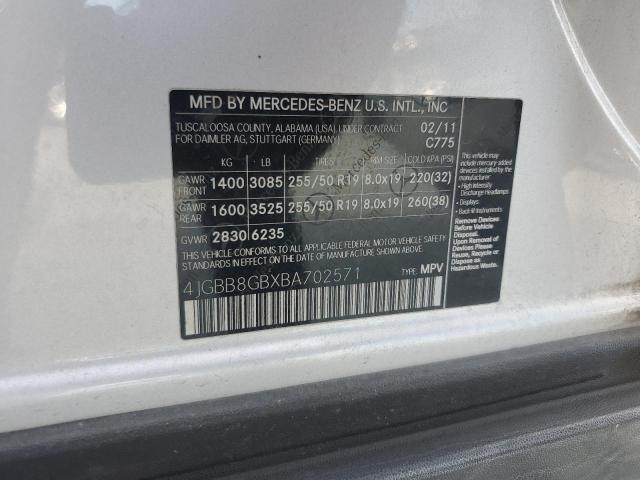 MFD BY MERCEDES-BENZ U.S. INTL., INC
TUSCALOOSA COUNTY, ALABAMA (USA), UNDER CONTRACT 02/11
FOR DAIMLER AG, STUTTGART (GERMANY) C775
KG LB TIRES RIM SIZE COLD KPA (PSI)
GAWR FRONT 1400 3085 255/50 R19 8.0x19 220(32)
GAWR REAR 1600 3525 255/50 R19 8.0x19 260(38)
GVWR 2830 6235
THIS VEHICLE CONFORMS TO ALL APPLICABLE FEDERAL MOTOR VEHICLE SAFETY
STANDARDS IN EFFECT ON THE DATE OF MANUFACTURE SHOWN ABOVE.
4JGBB8GBXBA702571 TYPE: MPV
This vehicle may
include mercury-added
devices installed by
the manufacturer:
• High Intensity
Discharge Headlamps
• Displays
• Back-lit Instruments
Remove Devices
Before Vehicle
Disposal.
Reuse, Recycle
or Dispose as
Hazardous Waste